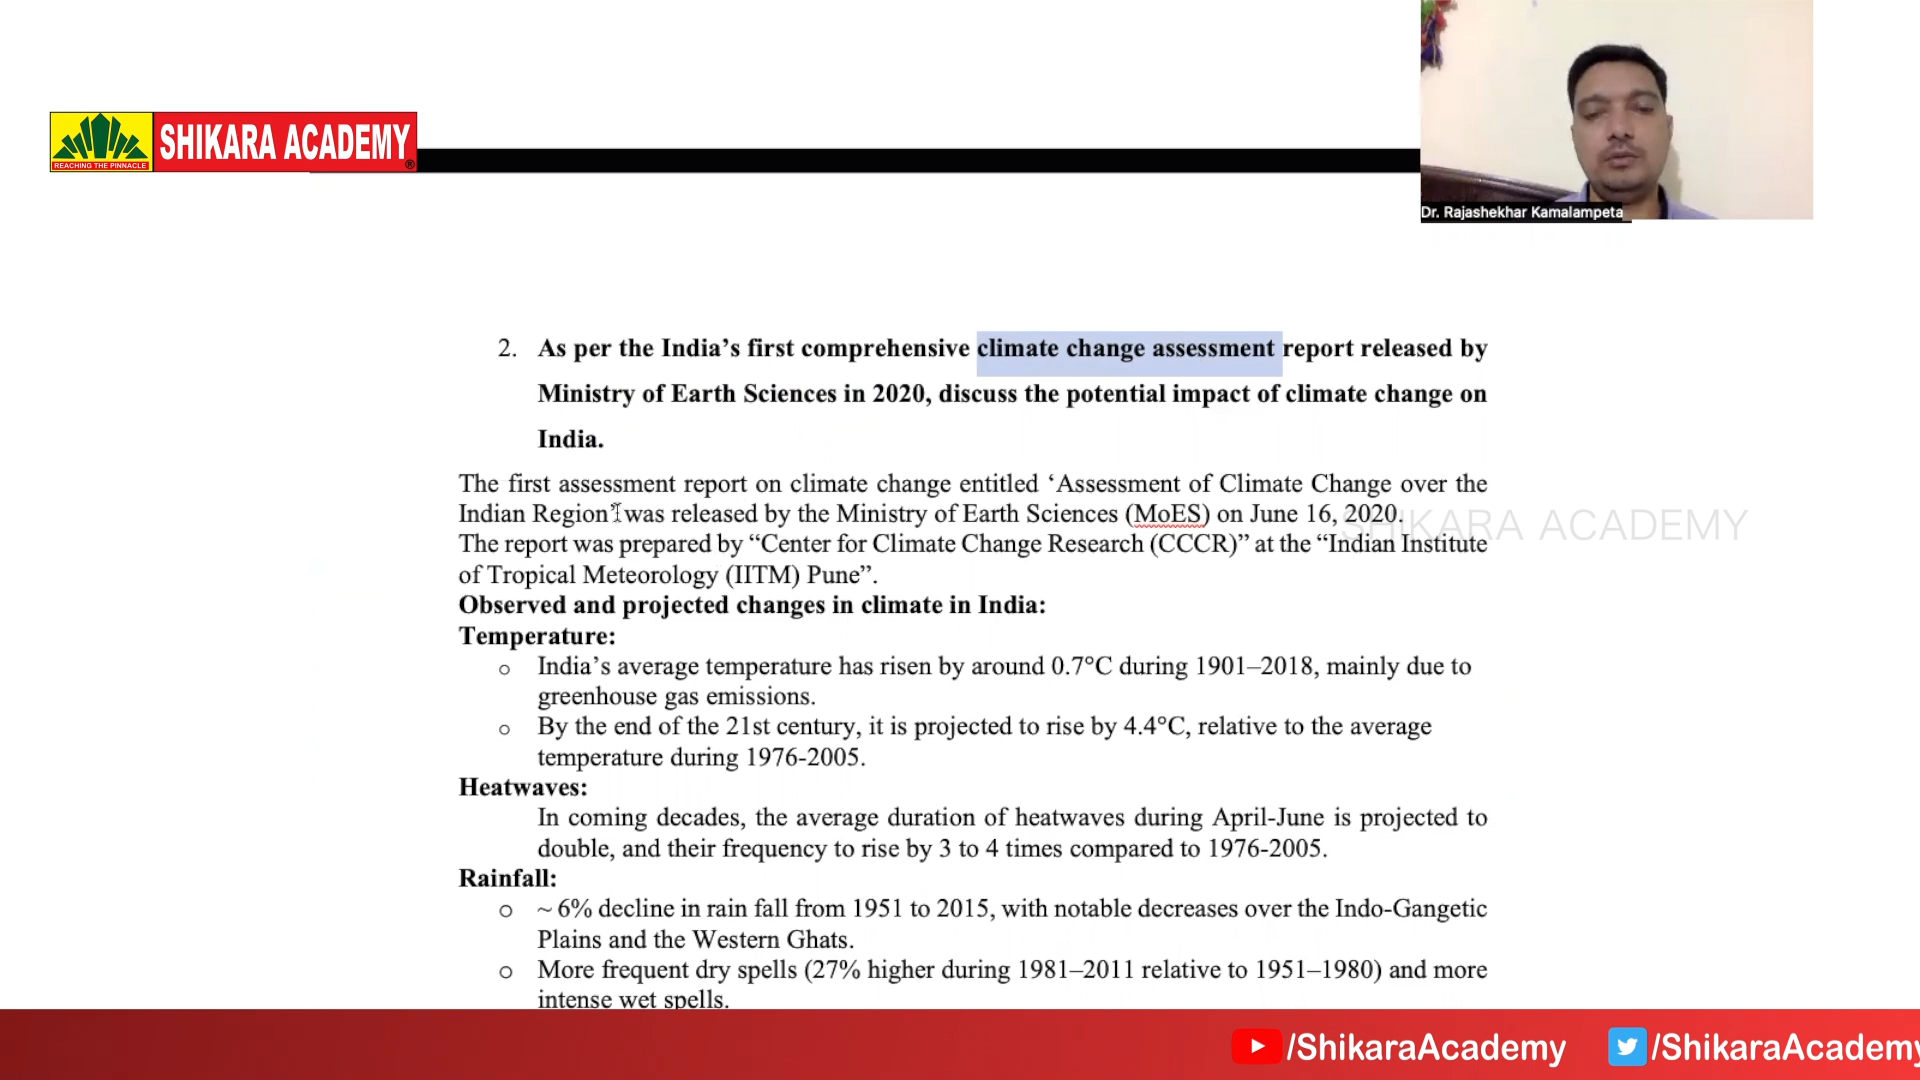 SHIKARA ACADEMY
REACHING THE PINNACLE
®
Dr. Rajashekhar Kamalampeta
2. As per the India's first comprehensive climate change assessment report released by
Ministry of Earth Sciences in 2020, discuss the potential impact of climate change on
India.
The first assessment report on climate change entitled ‘Assessment of Climate Change over the
Indian Region’ was released by the Ministry of Earth Sciences (MoES) on June 16, 2020.
SHIKARA ACADEMY
The report was prepared by “Center for Climate Change Research (CCCR)” at the “Indian Institute
of Tropical Meteorology (IITM) Pune”.
Observed and projected changes in climate in India:
Temperature:
o India’s average temperature has risen by around 0.7°C during 1901–2018, mainly due to
greenhouse gas emissions.
o By the end of the 21st century, it is projected to rise by 4.4°C, relative to the average
temperature during 1976-2005.
Heatwaves:
In coming decades, the average duration of heatwaves during April-June is projected to
double, and their frequency to rise by 3 to 4 times compared to 1976-2005.
Rainfall:
o ~ 6% decline in rain fall from 1951 to 2015, with notable decreases over the Indo-Gangetic
Plains and the Western Ghats.
o More frequent dry spells (27% higher during 1981–2011 relative to 1951–1980) and more
intense wet spells.
/ShikaraAcademy /ShikaraAcademy